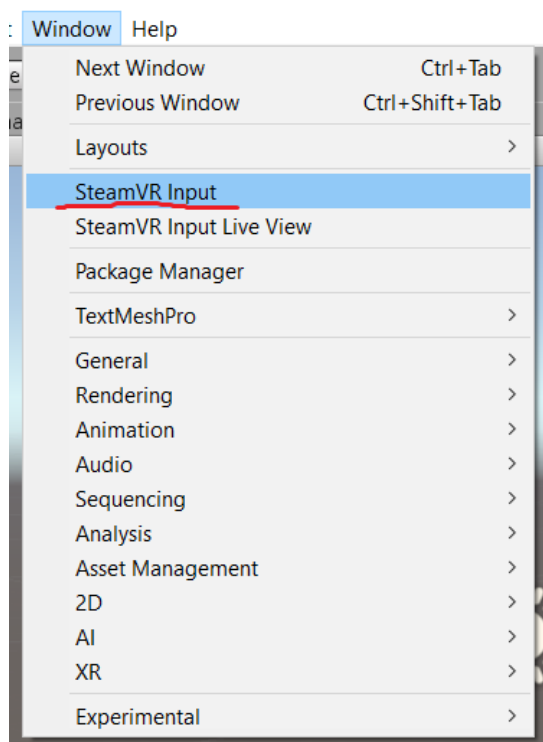 Window Help
Next Window Ctrl+Tab
Previous Window Ctrl+Shift+Tab
Layouts
SteamVR Input
SteamVR Input Live View
Package Manager
TextMeshPro
General
Rendering
Animation
Audio
Sequencing
Analysis
Asset Management
2D
AI
XR
Experimental